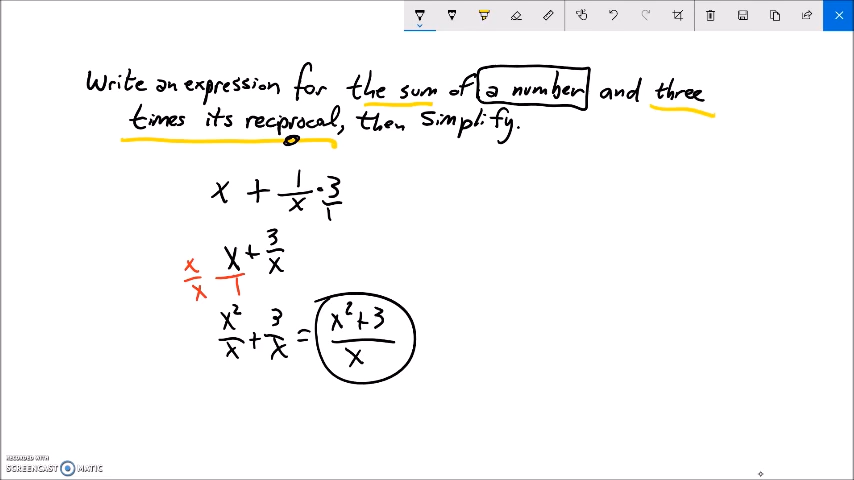 Write an expression for the sum of a number and three
times its reciprocal, then simplify.
x + 1/x · 3/1
x/x x/1 + 3/x
x²/x + 3/x = (x² + 3)/x
RECORDED WITH
SCREENCAST MATIC